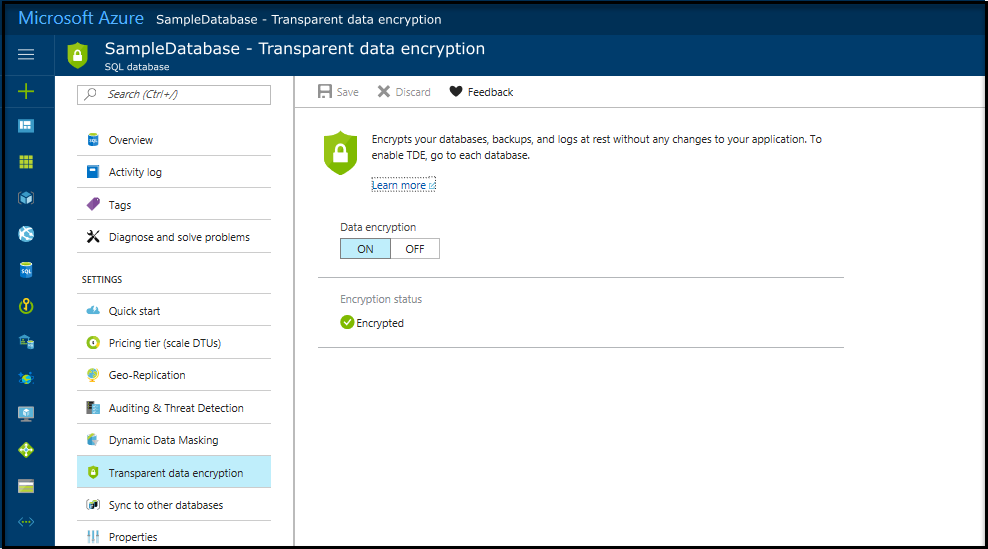 Microsoft Azure SampleDatabase - Transparent data encryption
SampleDatabase - Transparent data encryption
SQL database
Search (Ctrl+/)
Overview
Activity log
Tags
Diagnose and solve problems
SETTINGS
Quick start
Pricing tier (scale DTUs)
Geo-Replication
Auditing & Threat Detection
Dynamic Data Masking
Transparent data encryption
Sync to other databases
Properties
Save Discard Feedback
Encrypts your databases, backups, and logs at rest without any changes to your application. To
enable TDE, go to each database.
Learn more
Data encryption
ON OFF
Encryption status
Encrypted